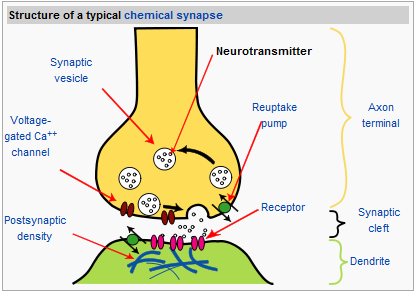 Structure of a typical chemical synapse
Neurotransmitter
Synaptic
vesicle
Voltage-
gated Ca++
channel
Reuptake
pump
Axon
terminal
Postsynaptic
density
Receptor
Synaptic
cleft
Dendrite